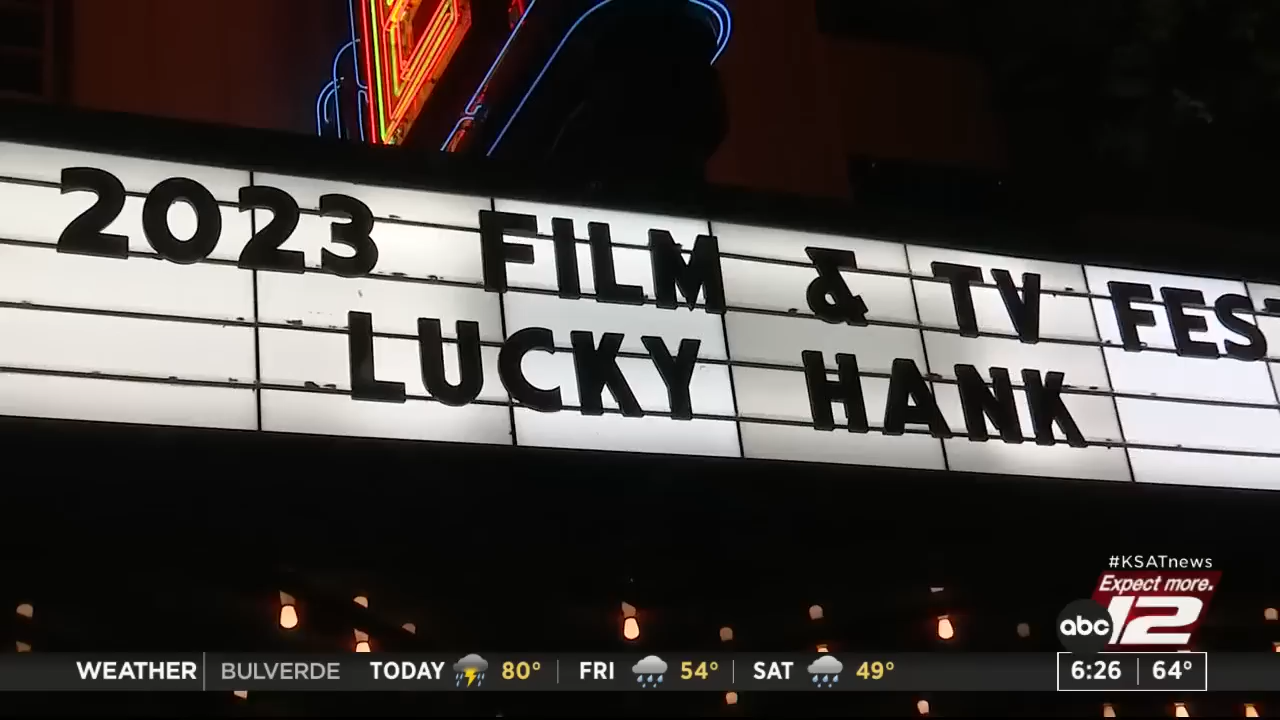 2023 FILM & TV FEST
LUCKY HANK
#KSATnews
Expect more.
abc 12
WEATHER BULVERDE TODAY 80° FRI 54° SAT 49°
6:26 64°